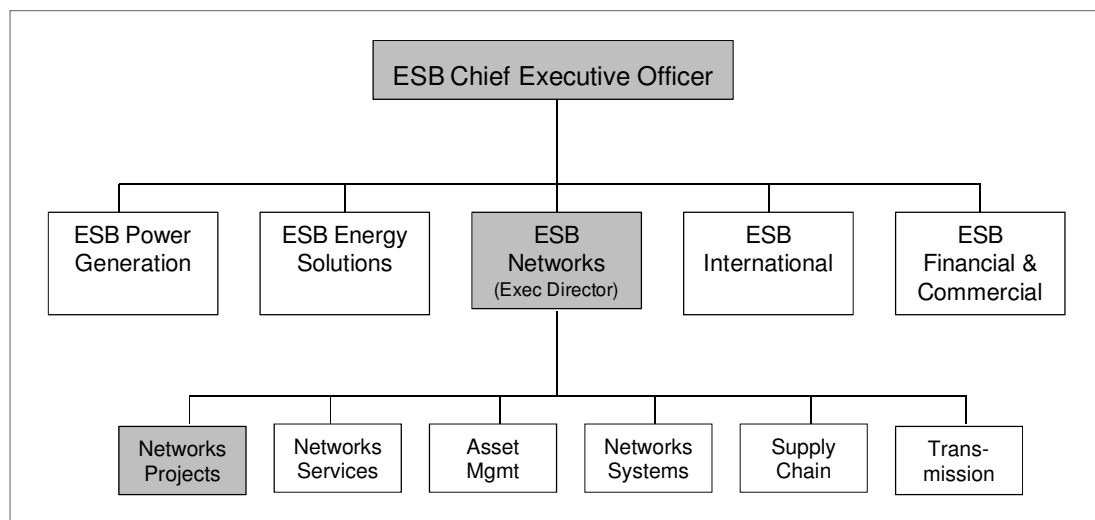 ESB Chief Executive Officer
ESB Power
Generation
ESB Energy
Solutions
ESB
Networks
(Exec Director)
ESB
International
ESB
Financial &
Commercial
Networks
Projects
Networks
Services
Asset
Mgmt
Networks
Systems
Supply
Chain
Trans-
mission